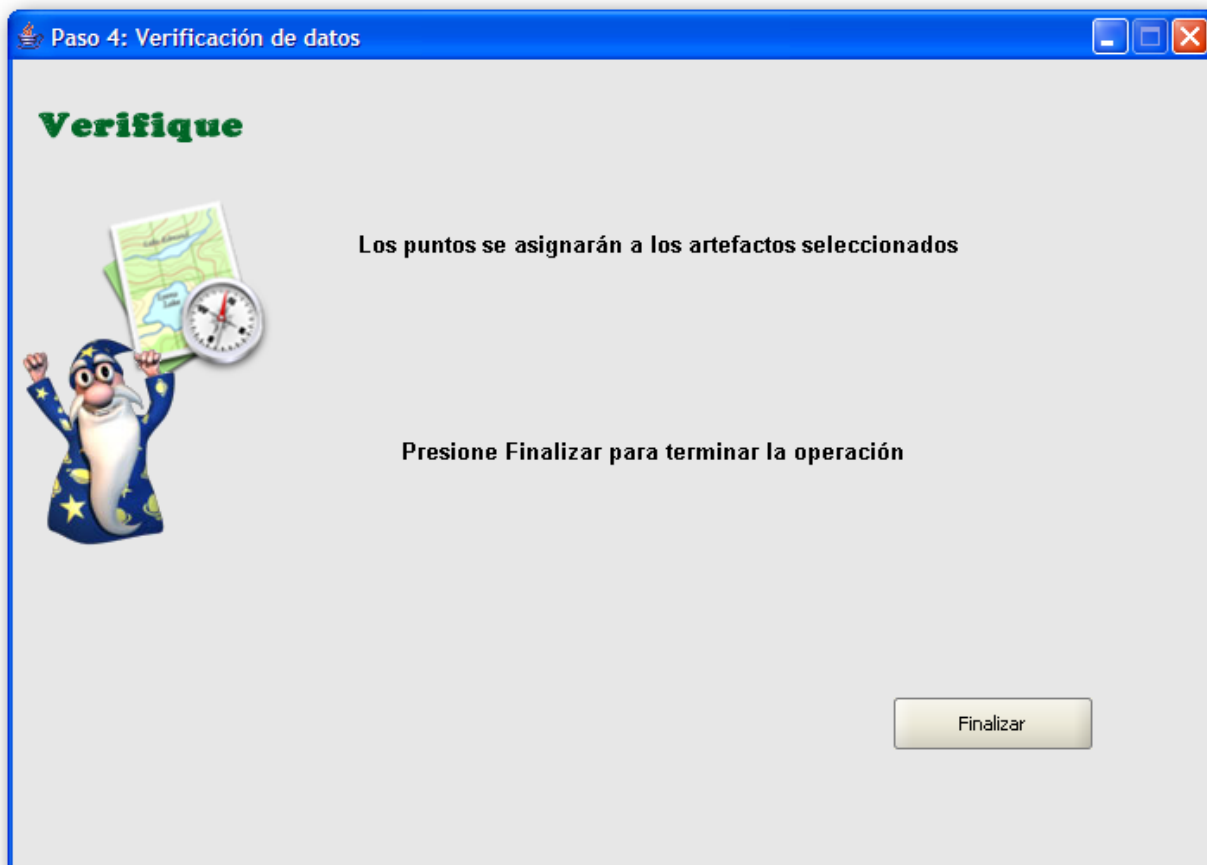 Paso 4: Verificación de datos
Verifique
Los puntos se asignarán a los artefactos seleccionados
Presione Finalizar para terminar la operación
Finalizar